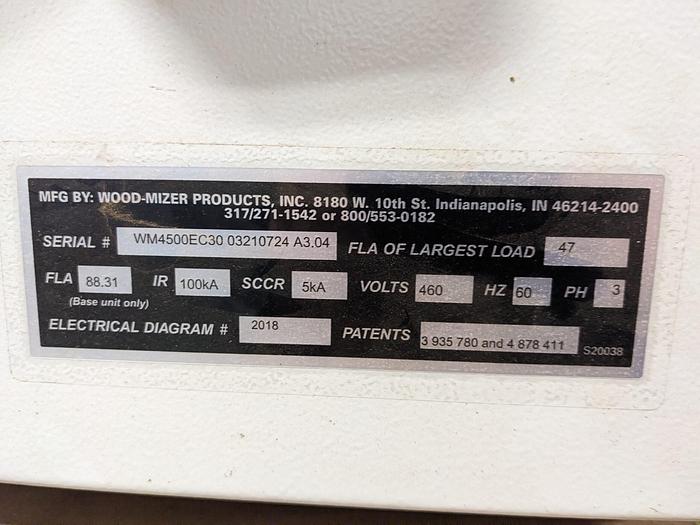 MFG BY: WOOD-MIZER PRODUCTS, INC. 8180 W. 10th St. Indianapolis, IN 46214-2400
317/271-1542 or 800/553-0182
SERIAL # WM4500EC30 03210724 A3.04 FLA OF LARGEST LOAD 47
FLA 88.31 IR 100kA SCCR 5kA VOLTS 460 HZ 60 PH 3
(Base unit only)
ELECTRICAL DIAGRAM # 2018 PATENTS 3 935 780 and 4 878 411 S20038